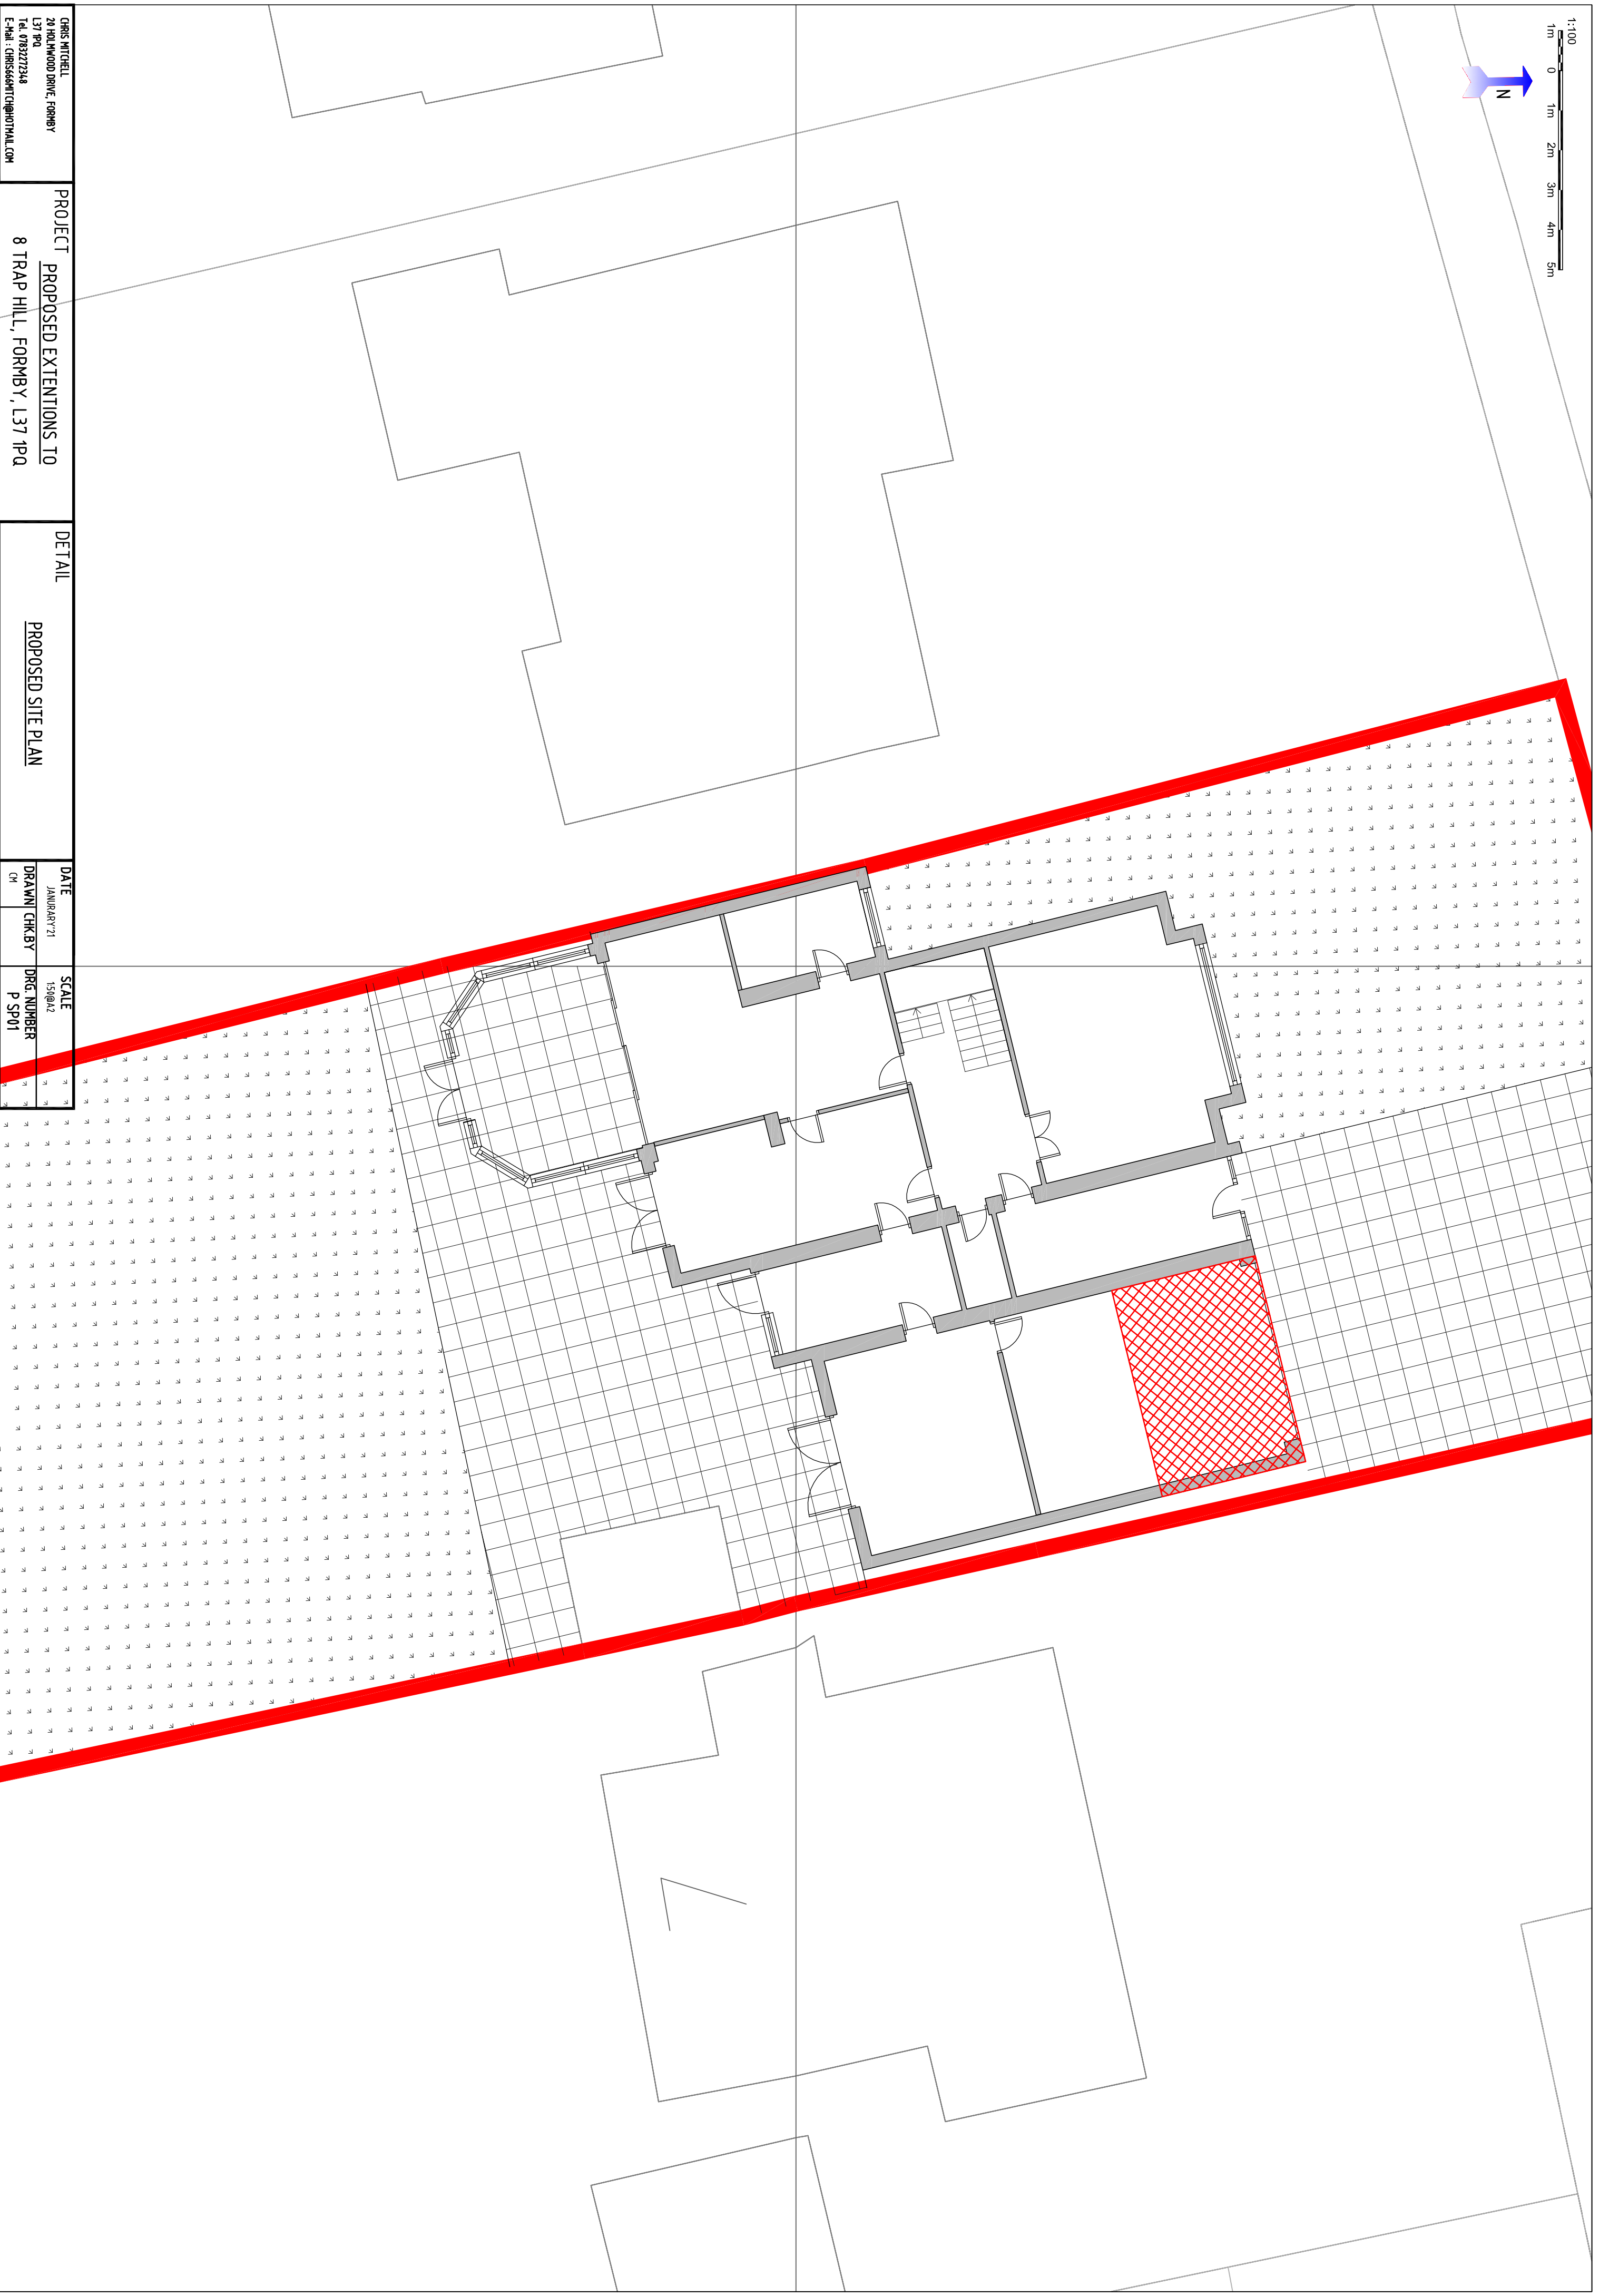 1:100
1m 0 1m 2m 3m 4m 5m
N
CHRIS MITCHELL
20 HOLMWOOD DRIVE, FORMBY
L37 1PQ
Tel. 07832272348
E-Mail : CHRIS666MITCH@HOTMAIL.COM
PROJECT
PROPOSED EXTENTIONS TO
8 TRAP HILL, FORMBY, L37 1PQ
DETAIL
PROPOSED SITE PLAN
DATE
JANURARY'21
SCALE
1:50@A2
DRAWN
CM
CHK.BY
DRG. NUMBER
P SP01